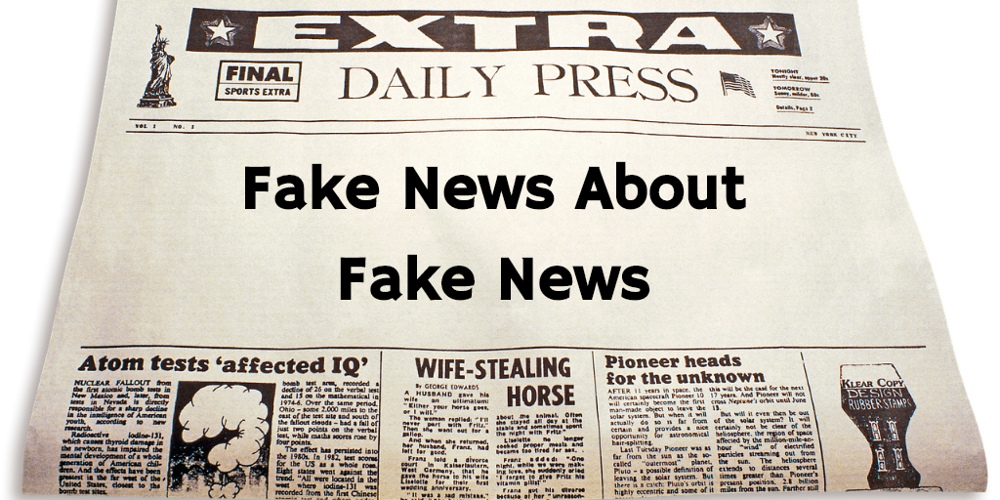 EXTRA
FINAL
SPORTS EXTRA
DAILY PRESS
TONIGHT
Mostly clear, upper 30s
TOMORROW
Sunny, milder, 50s
Details, Page 2
VOL 1 NO. 1
NEW YORK CITY
Fake News About
Fake News
Atom tests ‘affected IQ’
NUCLEAR FALLOUT from
the first atomic bomb tests in
New Mexico and, later, from
tests in Nevada is directly
responsible for a sharp decline
in the intelligence of American
youth, according to new
research.
Radioactive iodine-131,
which causes thyroid damage in
the newborn, has impaired the
mental development of a whole
generation of American chil-
dren. And the effects have been
greatest in the west of the
United States, closest to the
bomb test sites.
bomb test area, recorded a
decline of 26 on the verbal test
and 15 on the mathematical in
1974-6. Over the same period,
Ohio – some 2,000 miles to the
east of the test site and south of
the fallout clouds – had a fall of
just two points on the verbal
test, while maths scores rose by
four points.
The effect has persisted into
the 1980s. In 1982, test scores
for the US as a whole rose.
Eight states went against the
trend. "All were located in the
west where iodine-131 was
recorded from the first Chinese
WIFE-STEALING
HORSE
By GEORGE EDWARDS
A HUSBAND gave his
wife an ultimatum:
"Either your horse goes,
or I will."
The woman replied: "I'll
never part with Fritz."
Then she went out for a
gallop.
And when she returned,
her husband, Franz, had
left for good.
Franz filed a divorce
court in Kaiserslautern,
West Germany, that he
gave the horse to his wife
Liselotte for their first
wedding anniversary.
"It was a sad mistake."
about the animal. Often
she stayed all day at the
stable and sometimes spent
the night with Fritz"
Liselotte no longer
cooked proper meals and
became too tired for sex.
Franz added: "One
night, while we were mak-
ing love, she suddenly cried
I forgot to give Fritz his
vitamin pills!"
Franz got his divorce
because of her "unreason-
Pioneer heads
for the unknown
AFTER 11 years in space, the
American spacecraft Pioneer 10
will certainly become the first
man-made object to leave the
solar system. But when it will
actually do so is far from
certain and provides a nice
opportunity for astronomical
hair-splitting.
Last Tuesday Pioneer was as
far from the sun as the so-
called "outermost" planet,
Pluto – a possible definition of
leaving the solar system. But
there is a catch: Pluto's orbit is
highly eccentric and some of it
this will be the case for the next
17 years. And Pioneer will not
cross Neptune's orbit until June
13.
But will it even then be out
of the solar system? It will
certainly not be clear of the
heliosphere, the region of space
affected by the million-mile-an-
hour "wind" of electric
particles streaming out from
the sun. The heliosphere
extends to distances several
times greater than Pioneer's
present position, 2.8 billion
miles from the sun. Farther still
KLEAR COPY
DESIGN
RUBBERSTAMPS